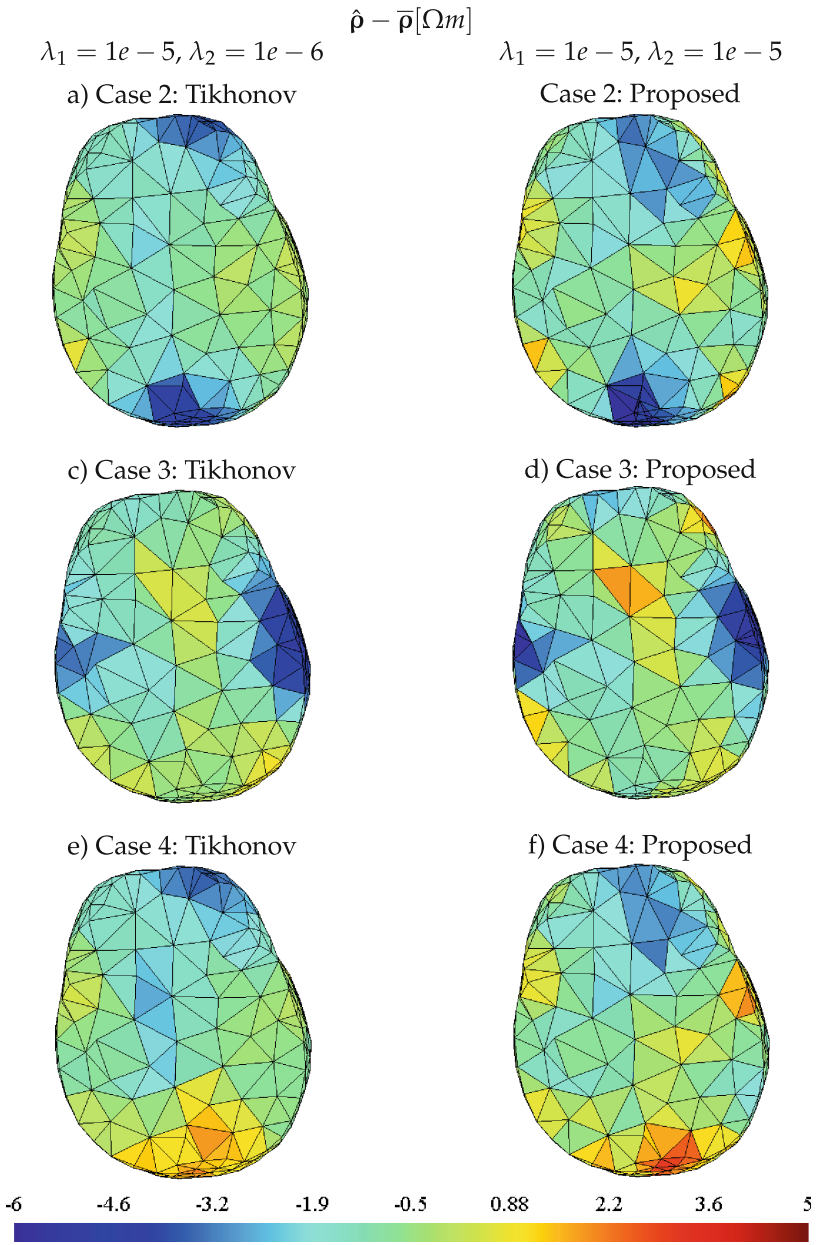 ρ̂ − ρ̅[Ωm]
λ₁ = 1e − 5, λ₂ = 1e − 6 λ₁ = 1e − 5, λ₂ = 1e − 5
a) Case 2: Tikhonov Case 2: Proposed
c) Case 3: Tikhonov d) Case 3: Proposed
e) Case 4: Tikhonov f) Case 4: Proposed
-6 -4.6 -3.2 -1.9 -0.5 0.88 2.2 3.6 5